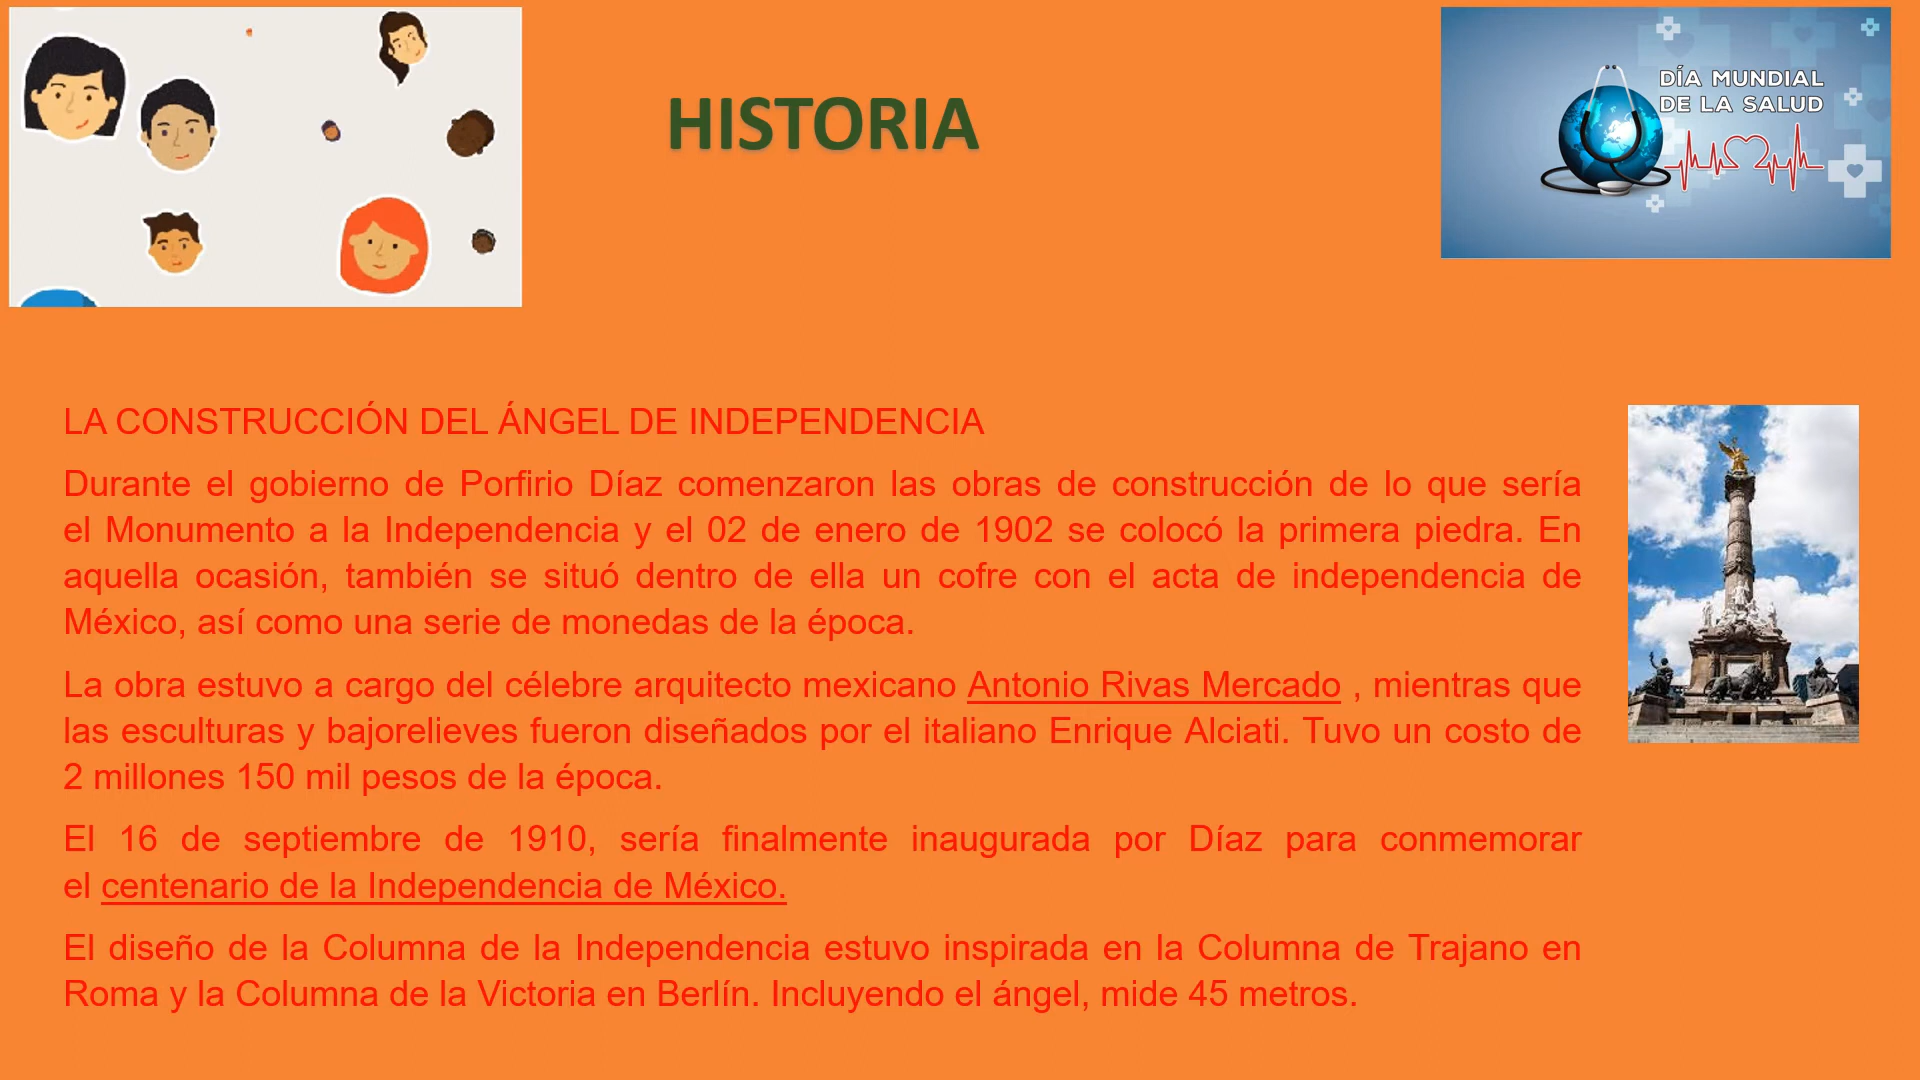 HISTORIA
DÍA MUNDIAL
DE LA SALUD
LA CONSTRUCCIÓN DEL ÁNGEL DE INDEPENDENCIA
Durante el gobierno de Porfirio Díaz comenzaron las obras de construcción de lo que sería
el Monumento a la Independencia y el 02 de enero de 1902 se colocó la primera piedra. En
aquella ocasión, también se situó dentro de ella un cofre con el acta de independencia de
México, así como una serie de monedas de la época.
La obra estuvo a cargo del célebre arquitecto mexicano Antonio Rivas Mercado , mientras que
las esculturas y bajorelieves fueron diseñados por el italiano Enrique Alciati. Tuvo un costo de
2 millones 150 mil pesos de la época.
El 16 de septiembre de 1910, sería finalmente inaugurada por Díaz para conmemorar
el centenario de la Independencia de México.
El diseño de la Columna de la Independencia estuvo inspirada en la Columna de Trajano en
Roma y la Columna de la Victoria en Berlín. Incluyendo el ángel, mide 45 metros.